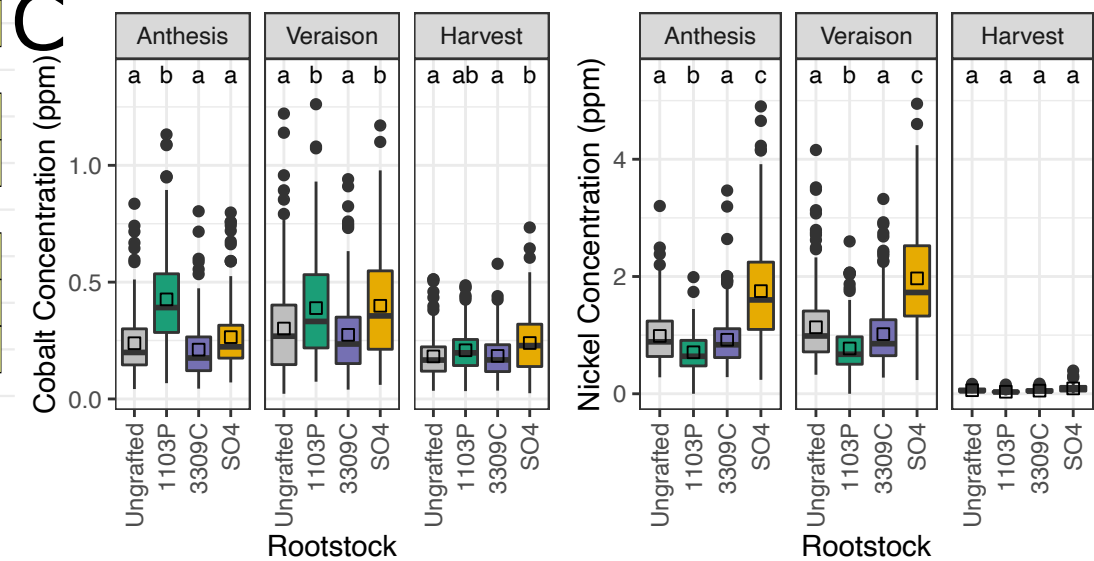 C
Anthesis Veraison Harvest
a b a a a b a b a ab a b
Cobalt Concentration (ppm)
1.0
0.5
0.0
Ungrafted 1103P 3309C SO4 Ungrafted 1103P 3309C SO4 Ungrafted 1103P 3309C SO4
Rootstock
Anthesis Veraison Harvest
a b a c a b a c a a a a
Nickel Concentration (ppm)
4
2
0
Ungrafted 1103P 3309C SO4 Ungrafted 1103P 3309C SO4 Ungrafted 1103P 3309C SO4
Rootstock